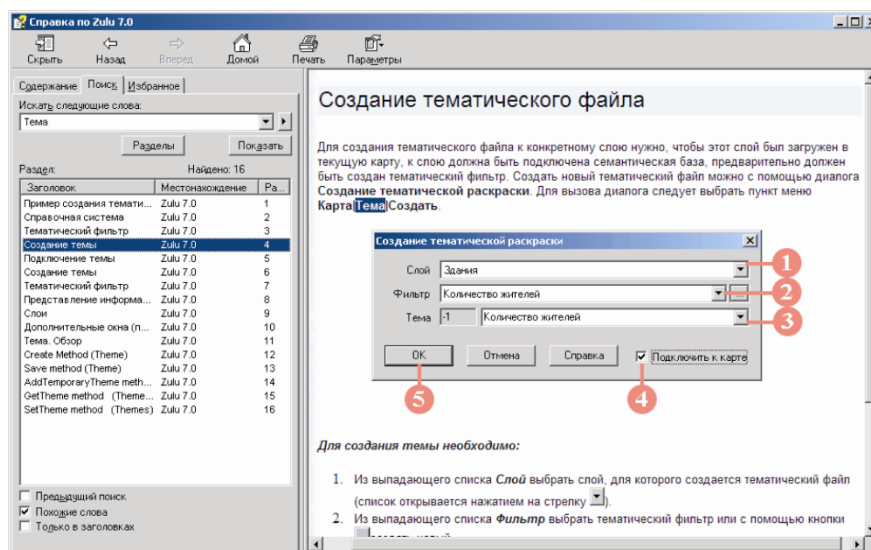 Справка по Zulu 7.0
Скрыть Назад Вперед Домой Печать Параметры
Содержание Поиск Избранное
Искать следующие слова:
Тема
Разделы Показать
Раздел: Найдено: 16
Заголовок Местонахождение Ра...
Пример создания темати... Zulu 7.0 1
Справочная система Zulu 7.0 2
Тематический фильтр Zulu 7.0 3
Создание темы Zulu 7.0 4
Подключение темы Zulu 7.0 5
Создание темы Zulu 7.0 6
Тематический фильтр Zulu 7.0 7
Представление информа... Zulu 7.0 8
Слои Zulu 7.0 9
Дополнительные окна (п... Zulu 7.0 10
Тема. Обзор Zulu 7.0 11
Create Method (Theme) Zulu 7.0 12
Save method (Theme) Zulu 7.0 13
AddTemporaryTheme meth... Zulu 7.0 14
GetTheme method (Theme... Zulu 7.0 15
SetTheme method (Themes) Zulu 7.0 16
Предыдущий поиск
Похожие слова
Только в заголовках
Создание тематического файла
Для создания тематического файла к конкретному слою нужно, чтобы этот слой был загружен в
текущую карту, к слою должна быть подключена семантическая база, предварительно должен
быть создан тематический фильтр. Создать новый тематический файл можно с помощью диалога
Создание тематической раскраски. Для вызова диалога следует выбрать пункт меню
Карта|Тема|Создать.
Создание тематической раскраски
Слой Здания 1
Фильтр Количество жителей ... 2
Тема -1 Количество жителей 3
OK Отмена Справка Подключить к карте
5 4
Для создания темы необходимо:
1. Из выпадающего списка Слой выбрать слой, для которого создается тематический файл
(список открывается нажатием на стрелку ).
2. Из выпадающего списка Фильтр выбрать тематический фильтр или с помощью кнопки